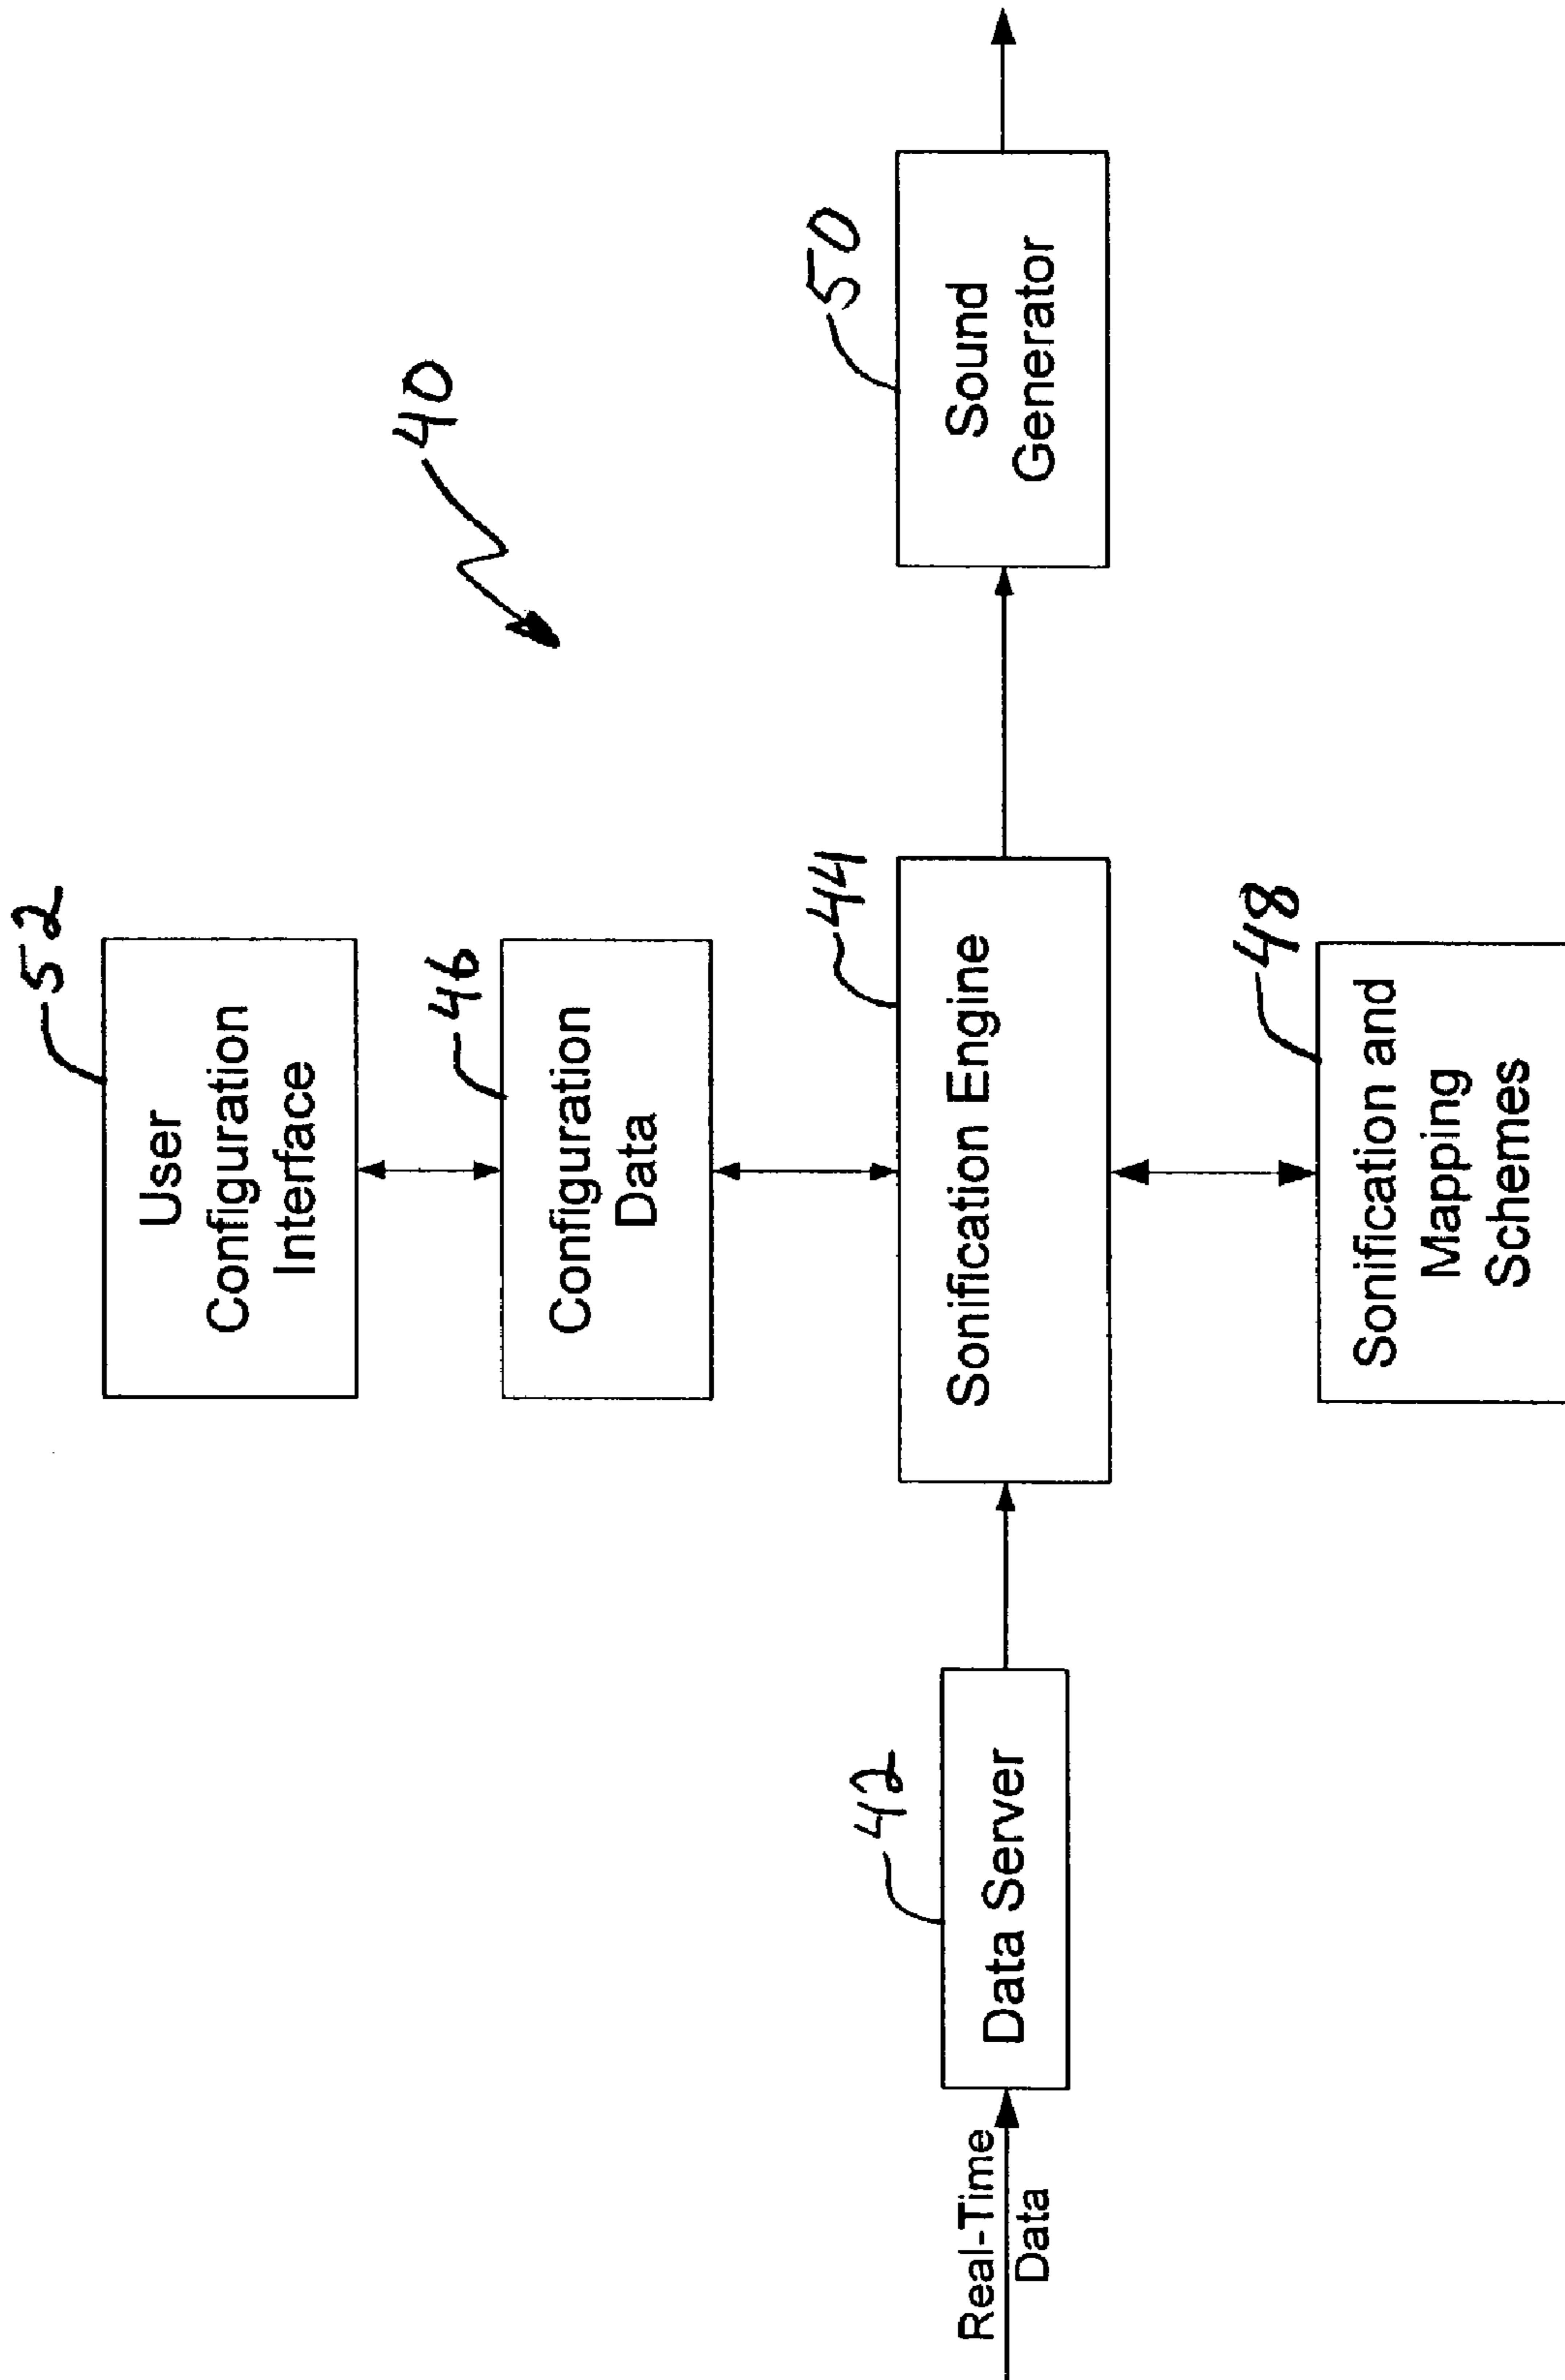 52
User
Configuration
Interface
46
Configuration
Data
40
44
Sonification Engine
50
Sound
Generator
42
Data Server
Real-Time
Data
48
Sonification and
Mapping
Schemes